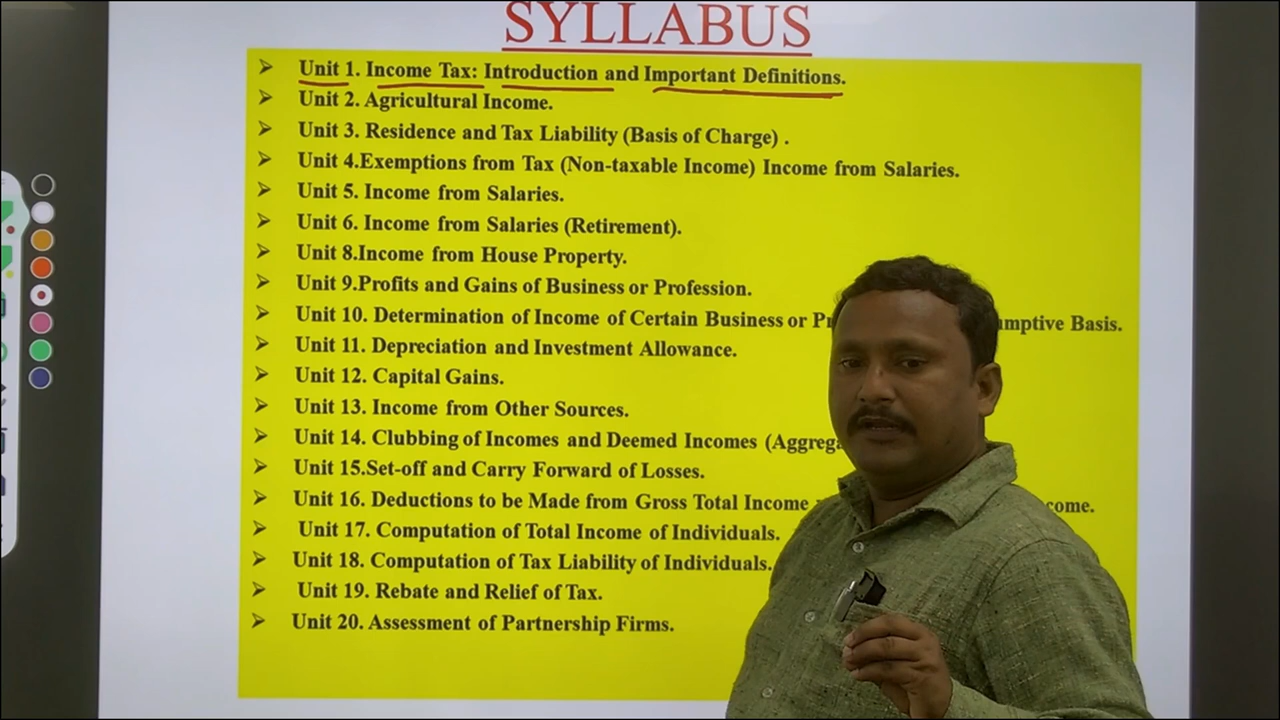 SYLLABUS
➢ Unit 1. Income Tax: Introduction and Important Definitions.
➢ Unit 2. Agricultural Income.
➢ Unit 3. Residence and Tax Liability (Basis of Charge) .
➢ Unit 4.Exemptions from Tax (Non-taxable Income) Income from Salaries.
➢ Unit 5. Income from Salaries.
➢ Unit 6. Income from Salaries (Retirement).
➢ Unit 8.Income from House Property.
➢ Unit 9.Profits and Gains of Business or Profession.
➢ Unit 10. Determination of Income of Certain Business or Basis.
➢ Unit 11. Depreciation and Investment Allowance.
➢ Unit 12. Capital Gains.
➢ Unit 13. Income from Other Sources.
➢ Unit 14. Clubbing of Incomes and Deemed Incomes
➢ Unit 15.Set-off and Carry Forward of Losses.
➢ Unit 16. Deductions to be Made from Gross Total Income
➢ Unit 17. Computation of Total Income of Individuals.
➢ Unit 18. Computation of Tax Liability of Individuals.
➢ Unit 19. Rebate and Relief of Tax.
➢ Unit 20. Assessment of Partnership Firms.